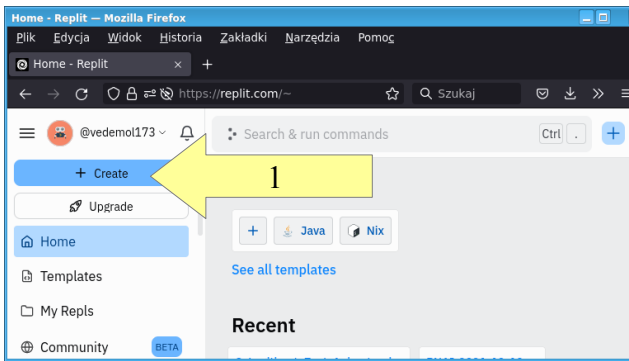 Home - Replit — Mozilla Firefox
Plik Edycja Widok Historia Zakładki Narzędzia Pomoc
Home - Replit × +
https://replit.com/~ Szukaj
@vedemol173 Search & run commands Ctrl .
+ Create
1
Upgrade
+ Java Nix
Home
See all templates
Templates
My Repls
Recent
Community BETA